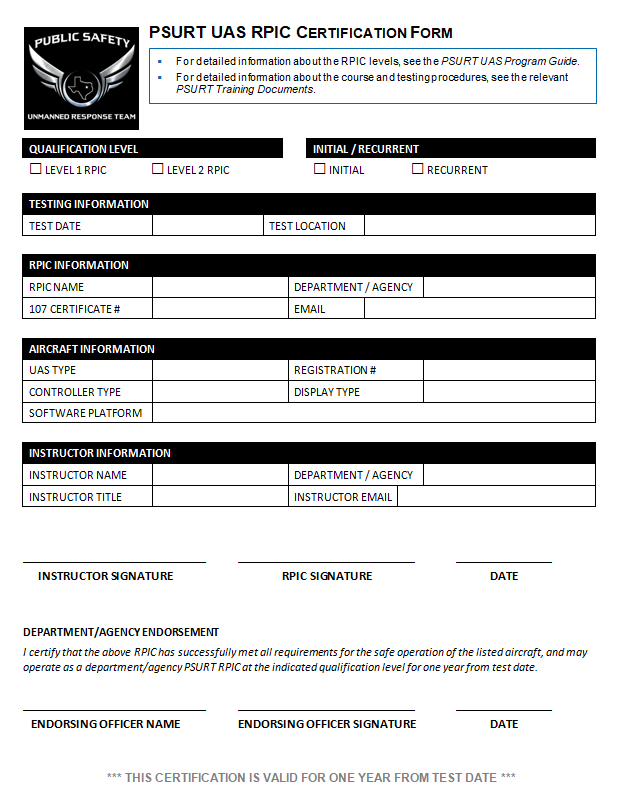 PUBLIC SAFETY
UNMANNED RESPONSE TEAM
PSURT UAS RPIC CERTIFICATION FORM
▪ For detailed information about the RPIC levels, see the PSURT UAS Program Guide.
▪ For detailed information about the course and testing procedures, see the relevant
PSURT Training Documents.
QUALIFICATION LEVEL INITIAL / RECURRENT
☐ LEVEL 1 RPIC ☐ LEVEL 2 RPIC ☐ INITIAL ☐ RECURRENT
TESTING INFORMATION
TEST DATE TEST LOCATION
RPIC INFORMATION
RPIC NAME DEPARTMENT / AGENCY
107 CERTIFICATE # EMAIL
AIRCRAFT INFORMATION
UAS TYPE REGISTRATION #
CONTROLLER TYPE DISPLAY TYPE
SOFTWARE PLATFORM
INSTRUCTOR INFORMATION
INSTRUCTOR NAME DEPARTMENT / AGENCY
INSTRUCTOR TITLE INSTRUCTOR EMAIL
INSTRUCTOR SIGNATURE RPIC SIGNATURE DATE
DEPARTMENT/AGENCY ENDORSEMENT
I certify that the above RPIC has successfully met all requirements for the safe operation of the listed aircraft, and may
operate as a department/agency PSURT RPIC at the indicated qualification level for one year from test date.
ENDORSING OFFICER NAME ENDORSING OFFICER SIGNATURE DATE
*** THIS CERTIFICATION IS VALID FOR ONE YEAR FROM TEST DATE ***